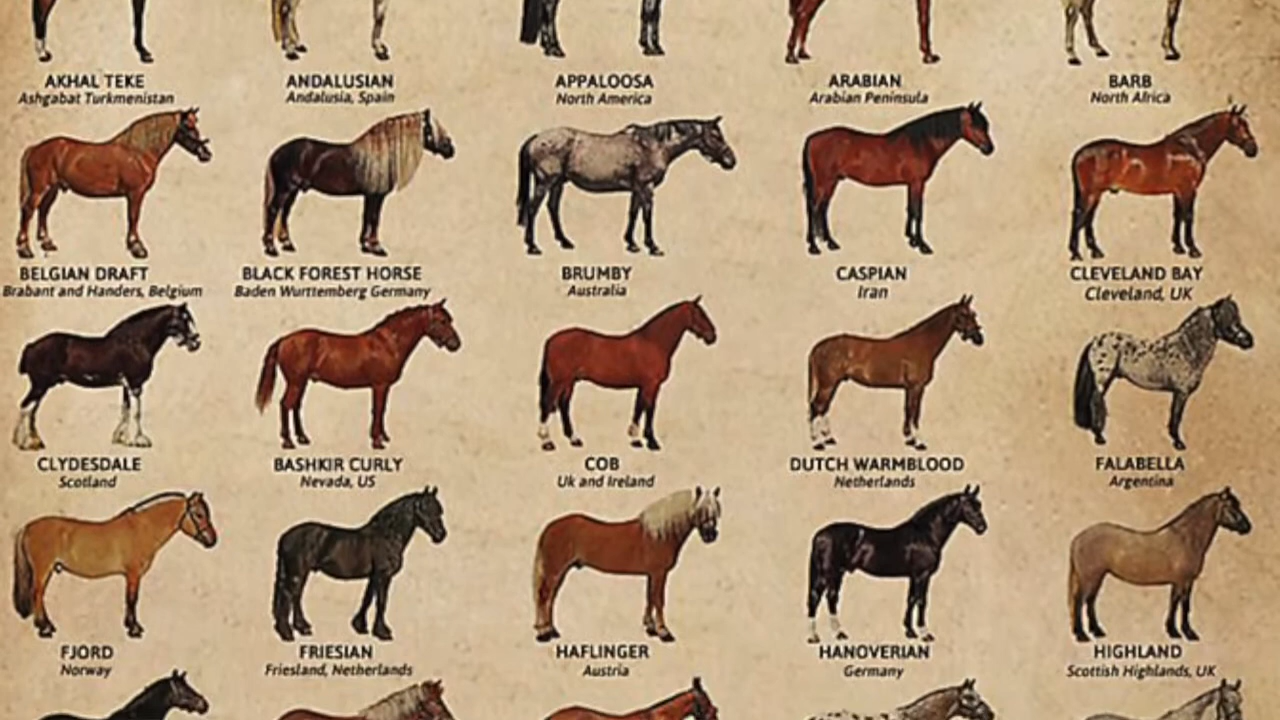 AKHAL TEKE
Ashgabat Turkmenistan
ANDALUSIAN
Andalusia, Spain
APPALOOSA
North America
ARABIAN
Arabian Peninsula
BARB
North Africa
BELGIAN DRAFT
Brabant and Handers, Belgium
BLACK FOREST HORSE
Baden Wurttemberg Germany
BRUMBY
Australia
CASPIAN
Iran
CLEVELAND BAY
Cleveland, UK
CLYDESDALE
Scotland
BASHKIR CURLY
Nevada, US
COB
Uk and Ireland
DUTCH WARMBLOOD
Netherlands
FALABELLA
Argentina
FJORD
Norway
FRIESIAN
Friesland, Netherlands
HAFLINGER
Austria
HANOVERIAN
Germany
HIGHLAND
Scottish Highlands, UK